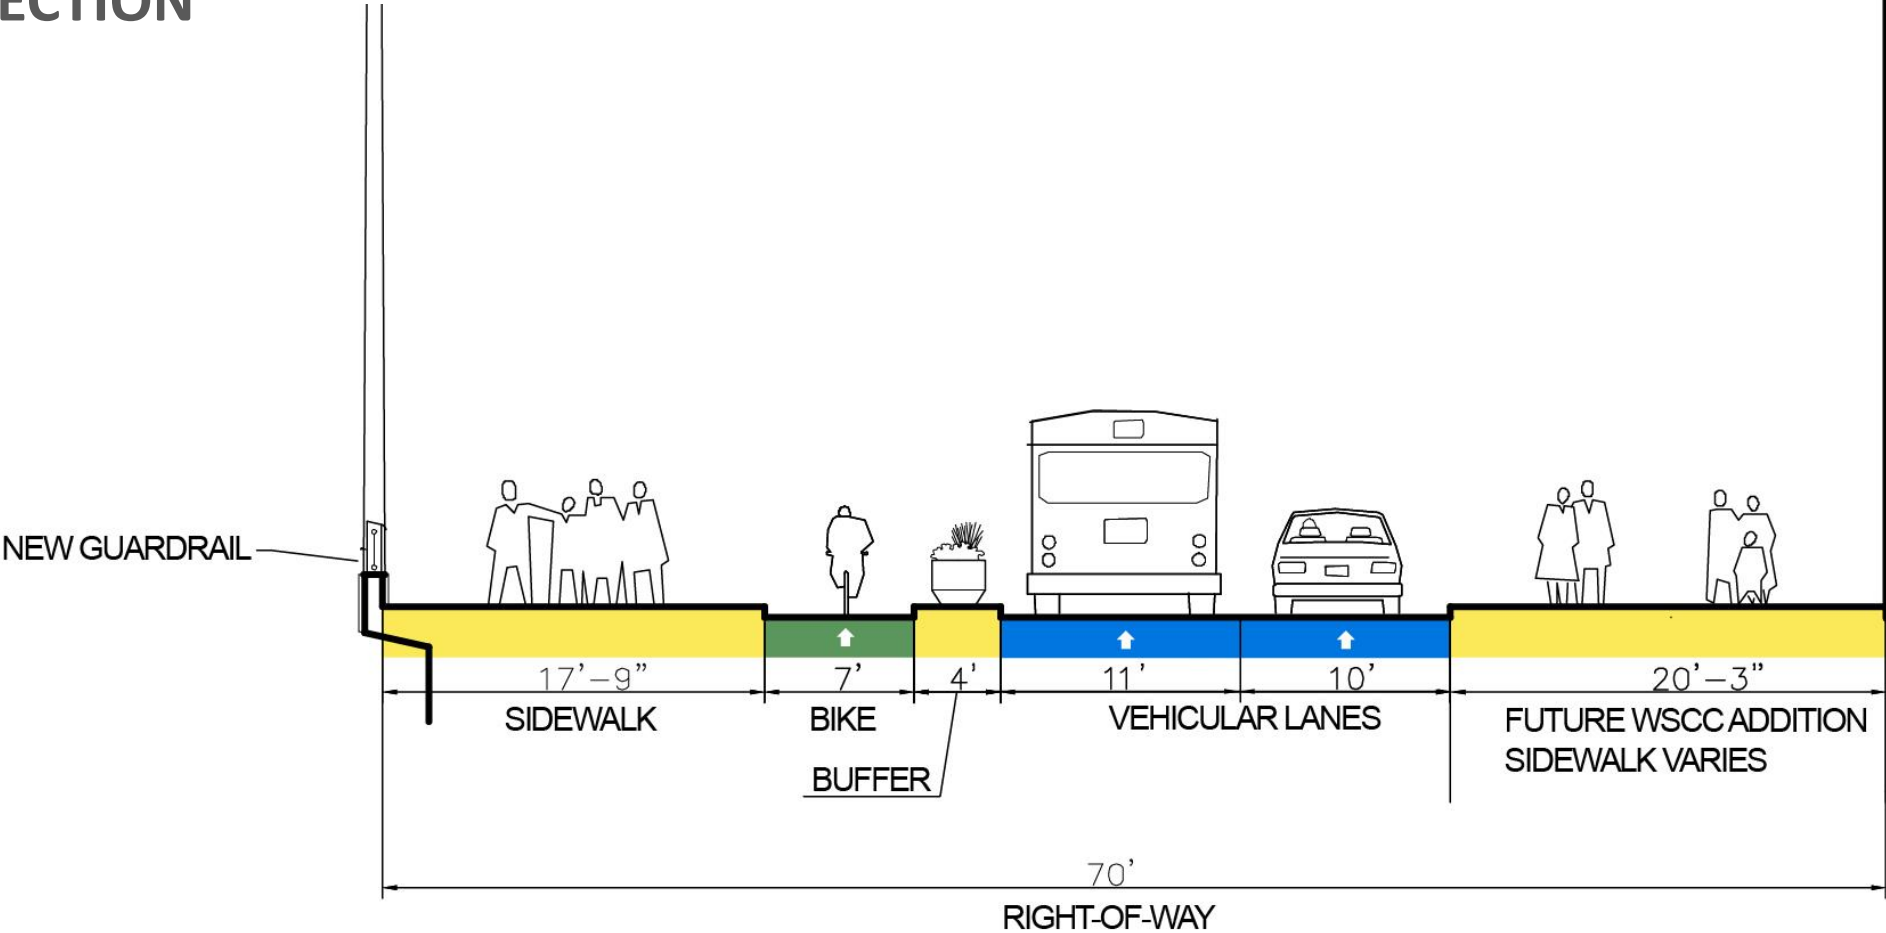 ECTION
NEW GUARDRAIL
17'-9"
7'
4'
11'
10'
20'-3"
SIDEWALK
BIKE
VEHICULAR LANES
FUTURE WSCC ADDITION
SIDEWALK VARIES
BUFFER
70'
RIGHT-OF-WAY